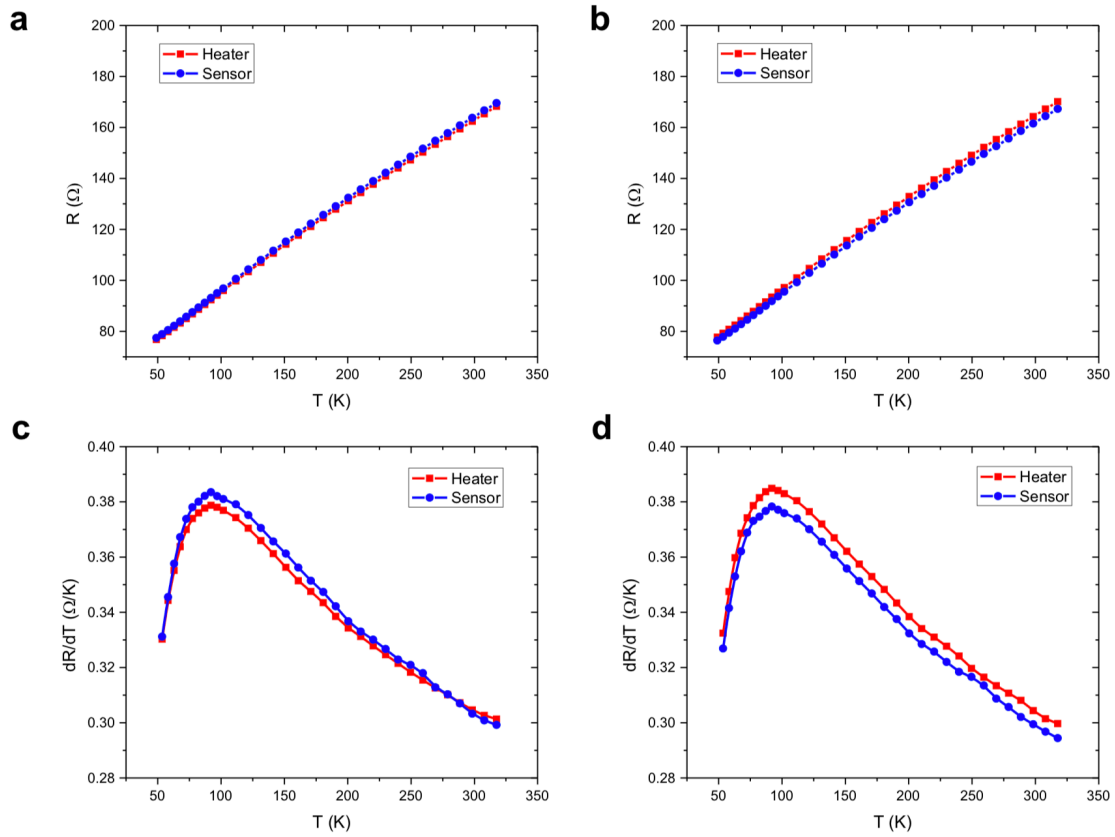 a
200
180
160
140
120
100
80
R (Ω)
Heater
Sensor
50 100 150 200 250 300 350
T (K)
b
200
180
160
140
120
100
80
R (Ω)
Heater
Sensor
50 100 150 200 250 300 350
T (K)
c
0.40
0.38
0.36
0.34
0.32
0.30
0.28
dR/dT (Ω/K)
Heater
Sensor
50 100 150 200 250 300 350
T (K)
d
0.40
0.38
0.36
0.34
0.32
0.30
0.28
dR/dT (Ω/K)
Heater
Sensor
50 100 150 200 250 300 350
T (K)